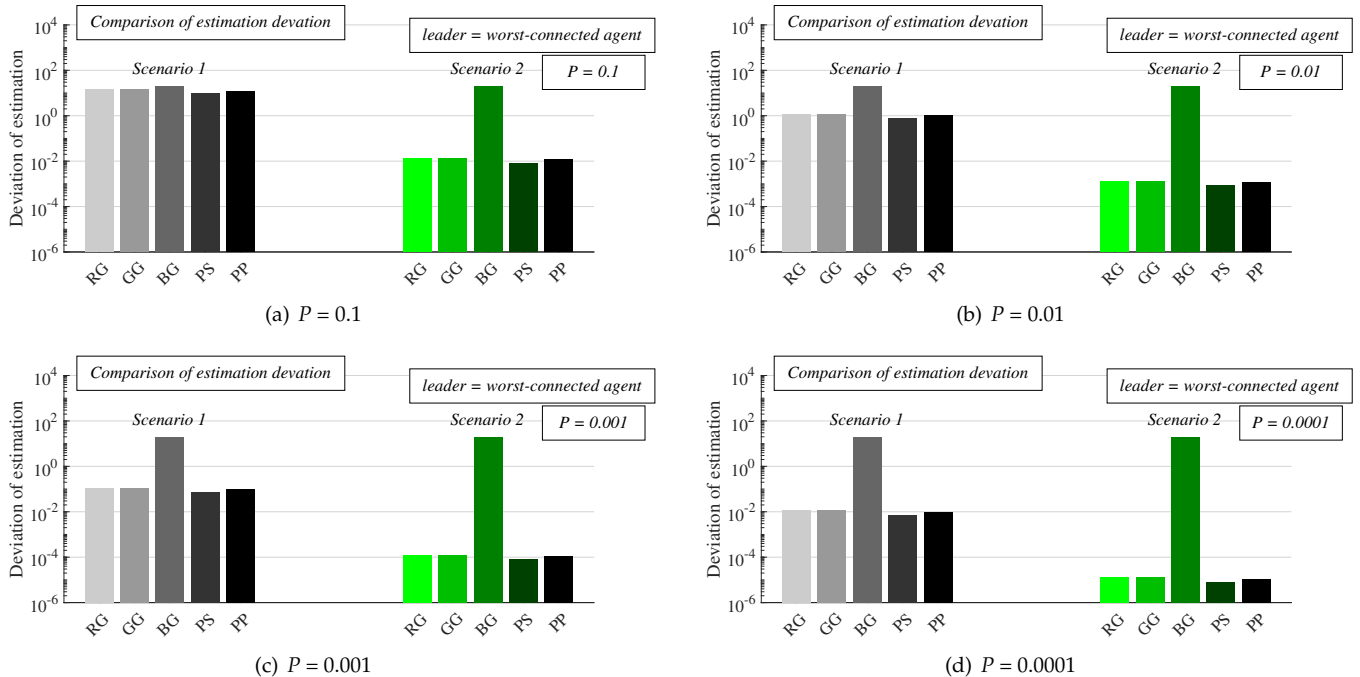 Comparison of estimation devation
leader = worst-connected agent
Scenario 1
Scenario 2
P = 0.1
Deviation of estimation
10^4
10^2
10^0
10^-2
10^-4
10^-6
RG GG BG PS PP RG GG BG PS PP
(a) P = 0.1
Comparison of estimation devation
leader = worst-connected agent
Scenario 1
Scenario 2
P = 0.01
Deviation of estimation
10^4
10^2
10^0
10^-2
10^-4
10^-6
RG GG BG PS PP RG GG BG PS PP
(b) P = 0.01
Comparison of estimation devation
leader = worst-connected agent
Scenario 1
Scenario 2
P = 0.001
Deviation of estimation
10^4
10^2
10^0
10^-2
10^-4
10^-6
RG GG BG PS PP RG GG BG PS PP
(c) P = 0.001
Comparison of estimation devation
leader = worst-connected agent
Scenario 1
Scenario 2
P = 0.0001
Deviation of estimation
10^4
10^2
10^0
10^-2
10^-4
10^-6
RG GG BG PS PP RG GG BG PS PP
(d) P = 0.0001